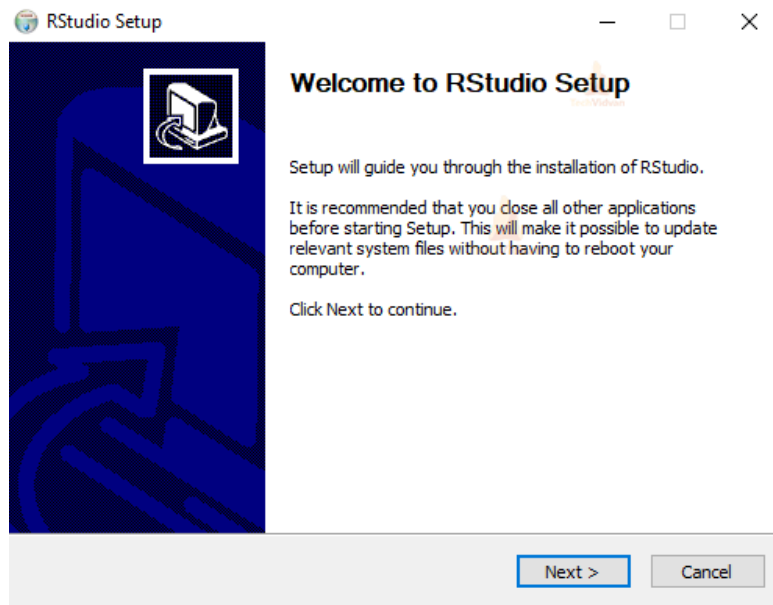 RStudio Setup
Welcome to RStudio Setup
Setup will guide you through the installation of RStudio.
It is recommended that you close all other applications
before starting Setup. This will make it possible to update
relevant system files without having to reboot your
computer.
Click Next to continue.
Next >
Cancel